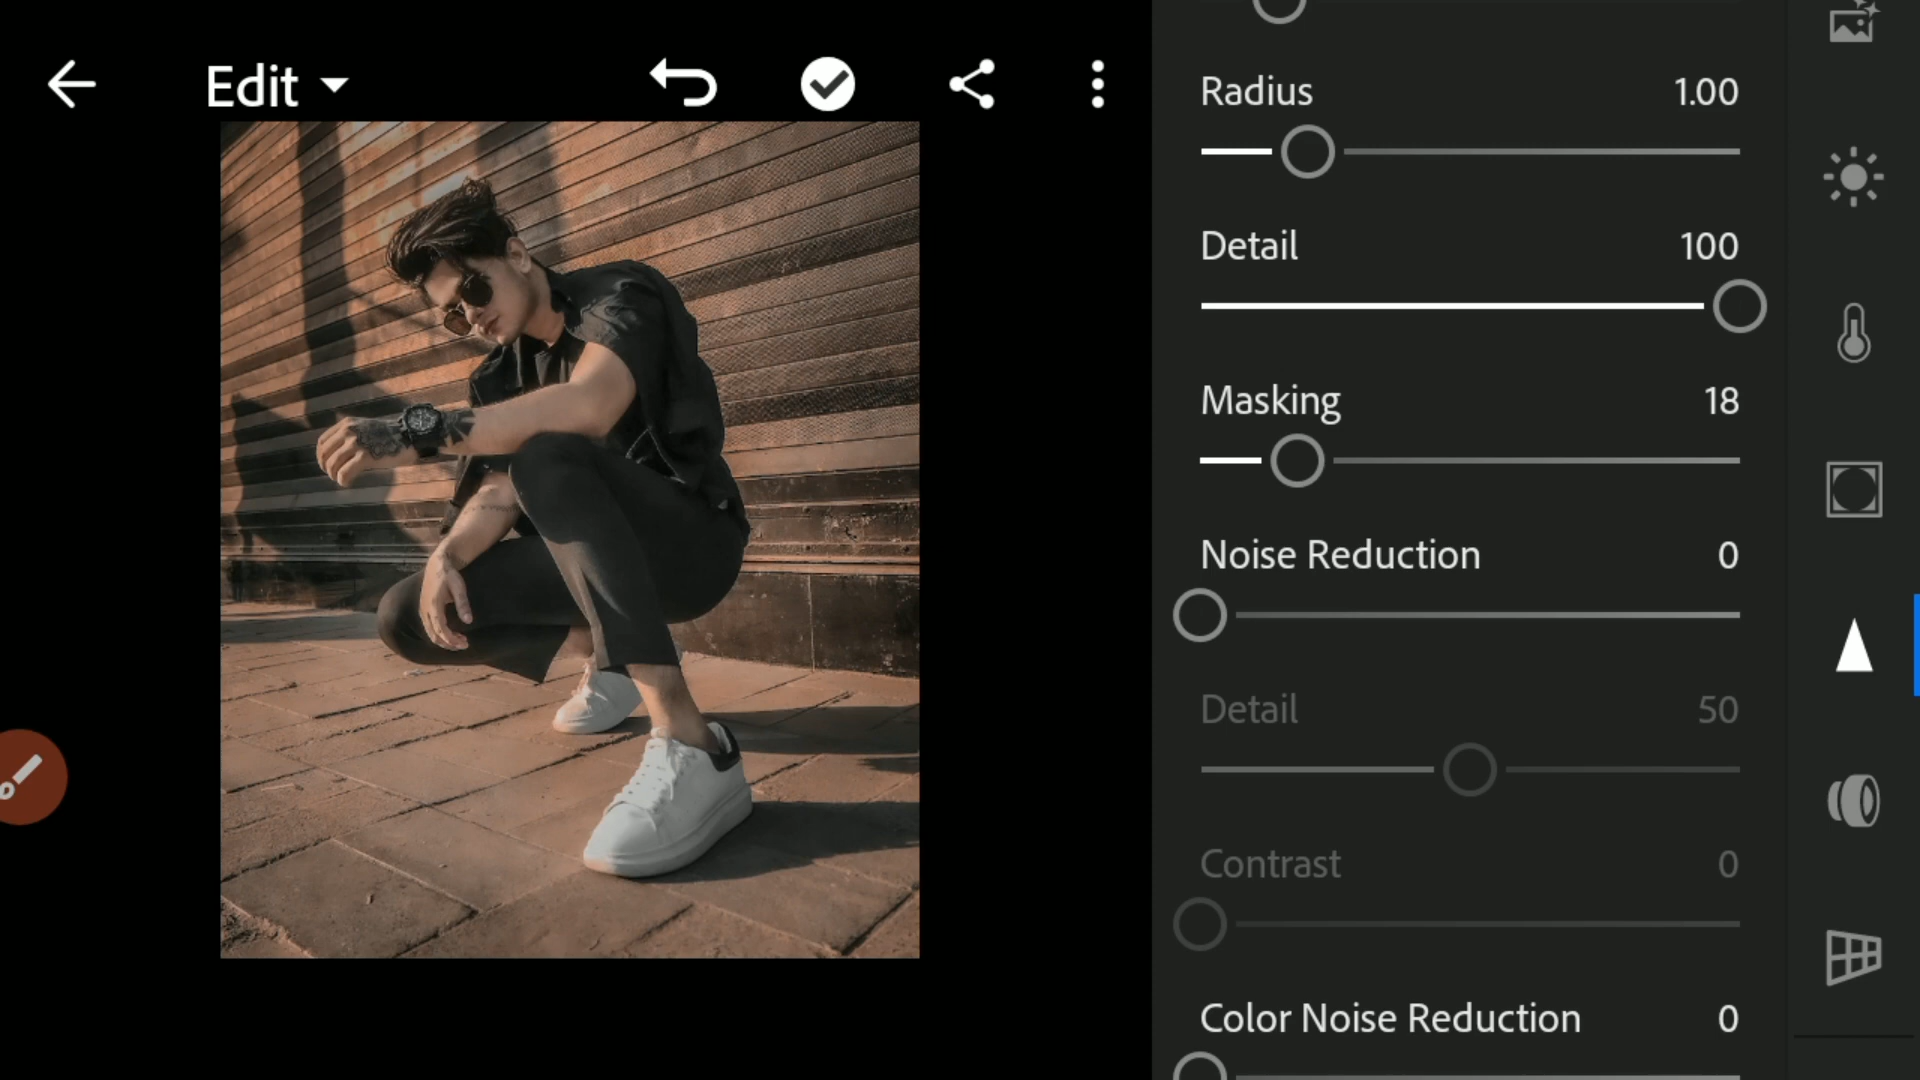 Edit
Radius 1.00
Detail 100
Masking 18
Noise Reduction 0
Detail 50
Contrast 0
Color Noise Reduction 0